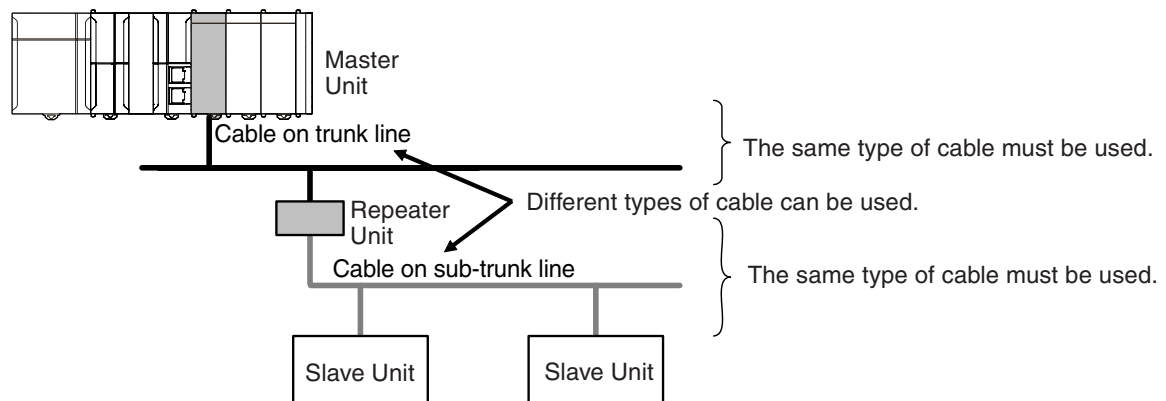 Master
Unit
Cable on trunk line
The same type of cable must be used.
Different types of cable can be used.
Repeater
Unit
Cable on sub-trunk line
The same type of cable must be used.
Slave Unit
Slave Unit